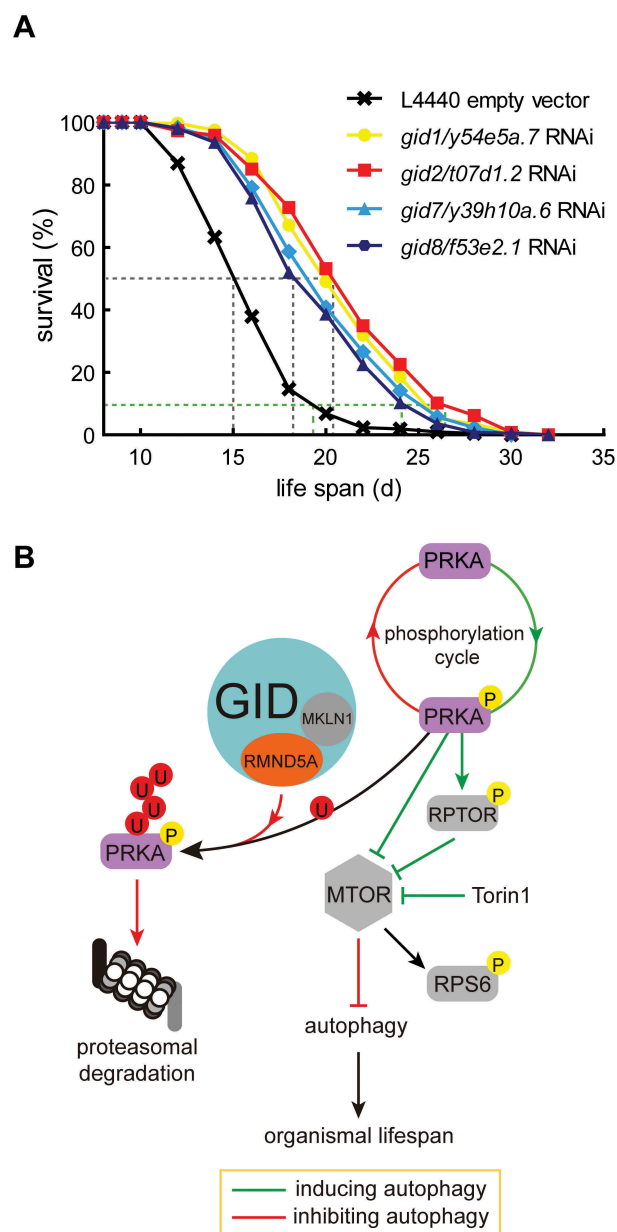 A
L4440 empty vector
gid1/y54e5a.7 RNAi
gid2/t07d1.2 RNAi
gid7/y39h10a.6 RNAi
gid8/f53e2.1 RNAi
survival (%)
100
80
60
40
20
0
10 15 20 25 30 35
life span (d)
B
PRKA
phosphorylation
cycle
P
PRKA
GID
MKLN1
RMND5A
U
U
U
U
U
P
PRKA
P
RPTOR
MTOR
Torin1
P
RPS6
autophagy
proteasomal
degradation
organismal lifespan
inducing autophagy
inhibiting autophagy